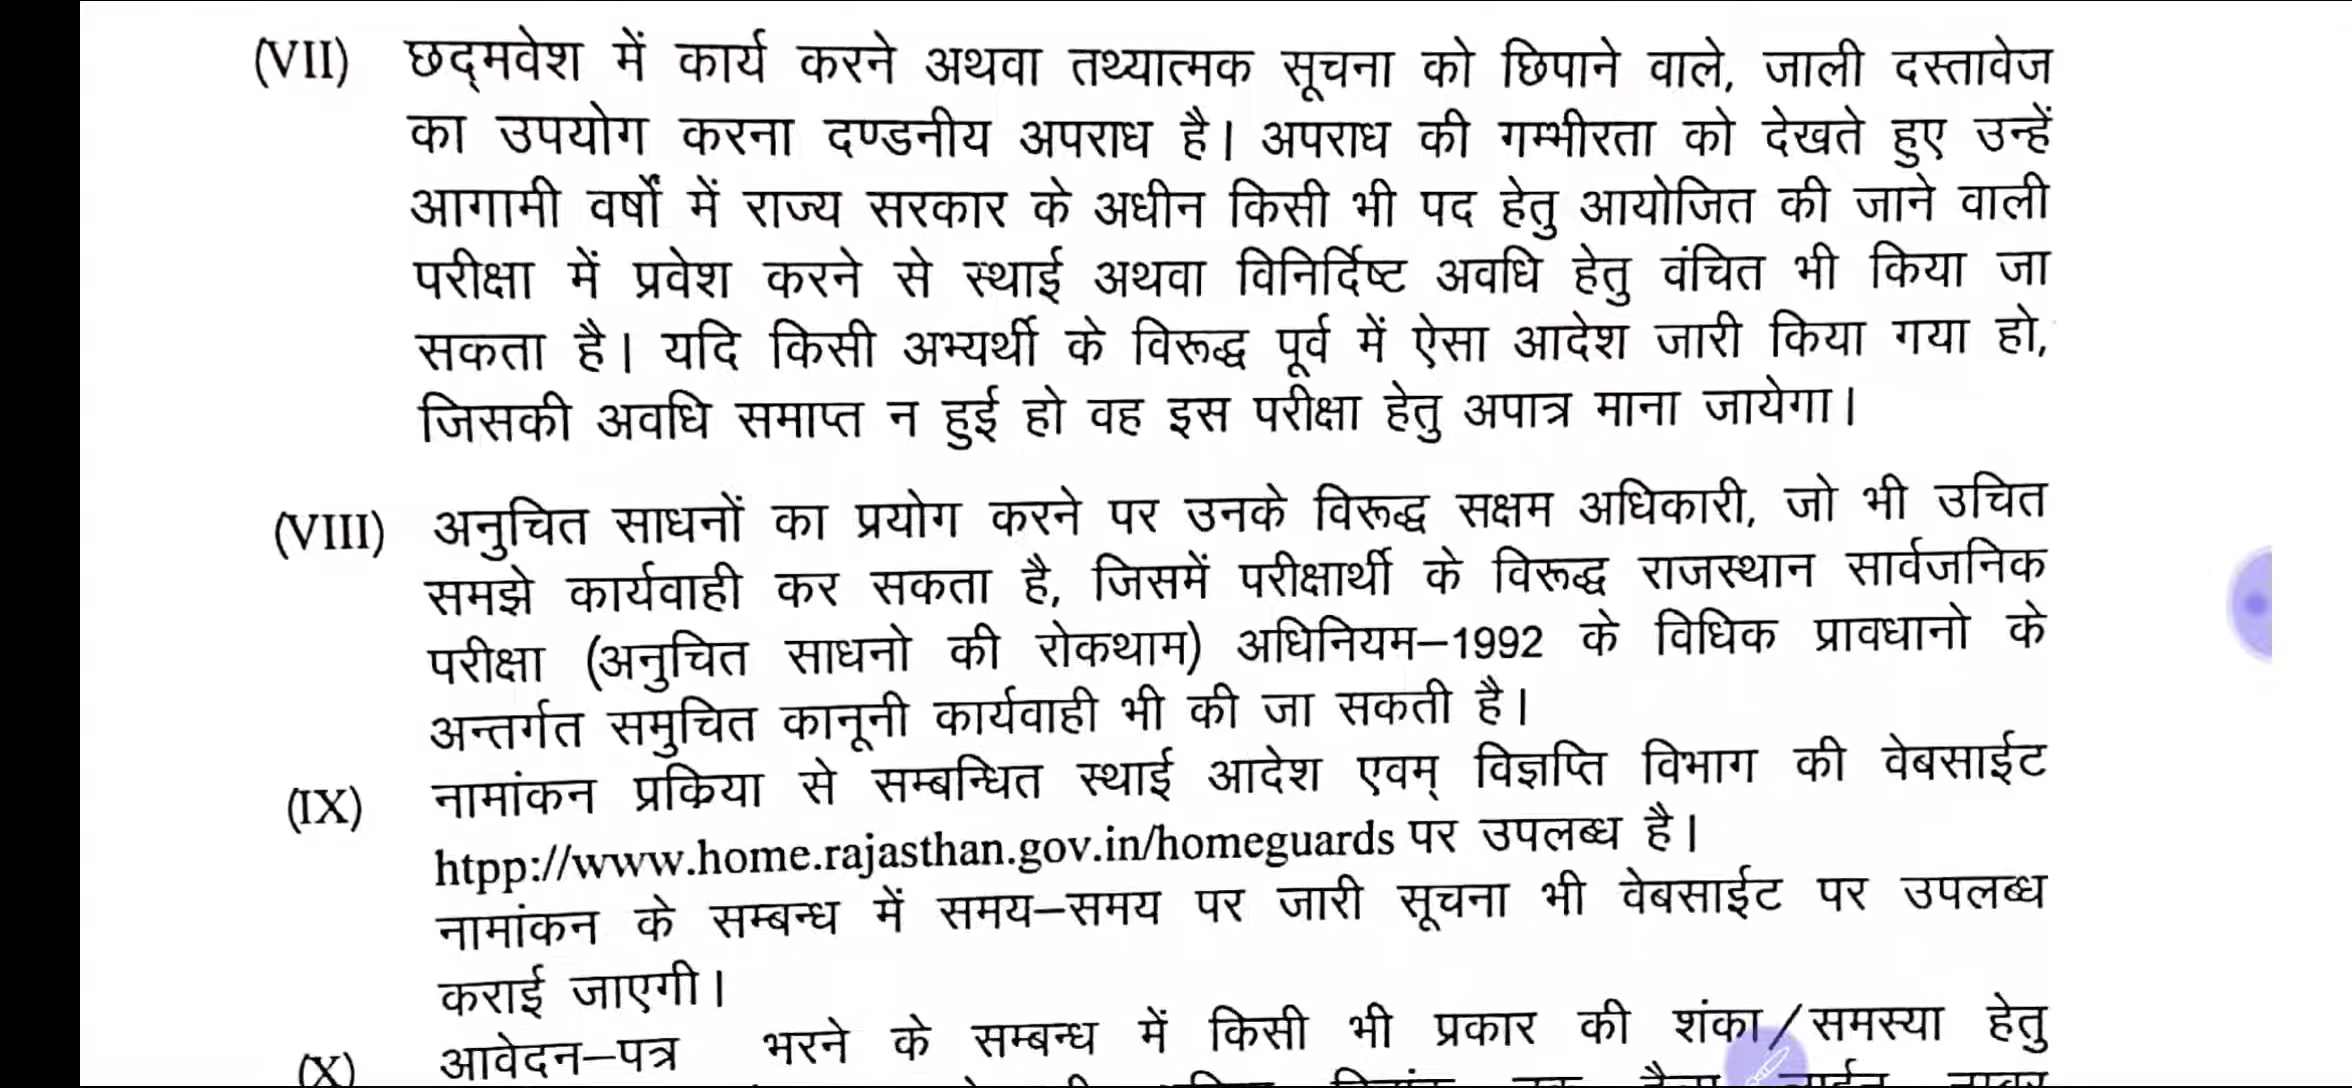 (VII) छद्मवेश में कार्य करने अथवा तथ्यात्मक सूचना को छिपाने वाले, जाली दस्तावेज
का उपयोग करना दण्डनीय अपराध है। अपराध की गम्भीरता को देखते हुए उन्हें
आगामी वर्षों में राज्य सरकार के अधीन किसी भी पद हेतु आयोजित की जाने वाली
परीक्षा में प्रवेश करने से स्थाई अथवा विनिर्दिष्ट अवधि हेतु वंचित भी किया जा
सकता है। यदि किसी अभ्यर्थी के विरूद्ध पूर्व में ऐसा आदेश जारी किया गया हो,
जिसकी अवधि समाप्त न हुई हो वह इस परीक्षा हेतु अपात्र माना जायेगा।
(VIII) अनुचित साधनों का प्रयोग करने पर उनके विरूद्ध सक्षम अधिकारी, जो भी उचित
समझे कार्यवाही कर सकता है, जिसमें परीक्षार्थी के विरूद्ध राजस्थान सार्वजनिक
परीक्षा (अनुचित साधनो की रोकथाम) अधिनियम–1992 के विधिक प्रावधानो के
अन्तर्गत समुचित कानूनी कार्यवाही भी की जा सकती है।
(IX) नामांकन प्रक्रिया से सम्बन्धित स्थाई आदेश एवम् विज्ञप्ति विभाग की वेबसाईट
htpp://www.home.rajasthan.gov.in/homeguards पर उपलब्ध है।
नामांकन के सम्बन्ध में समय–समय पर जारी सूचना भी वेबसाईट पर उपलब्ध
कराई जाएगी।
(X) आवेदन–पत्र भरने के सम्बन्ध में किसी भी प्रकार की शंका/समस्या हेतु